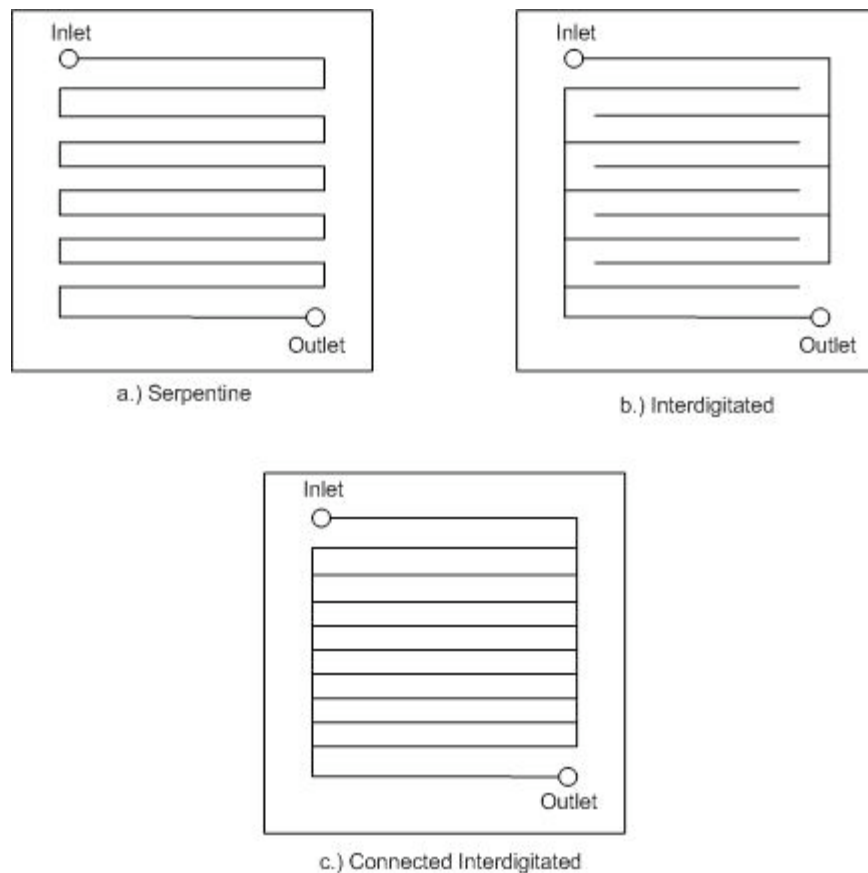 Inlet
Outlet
a.) Serpentine
Inlet
Outlet
b.) Interdigitated
Inlet
Outlet
c.) Connected Interdigitated